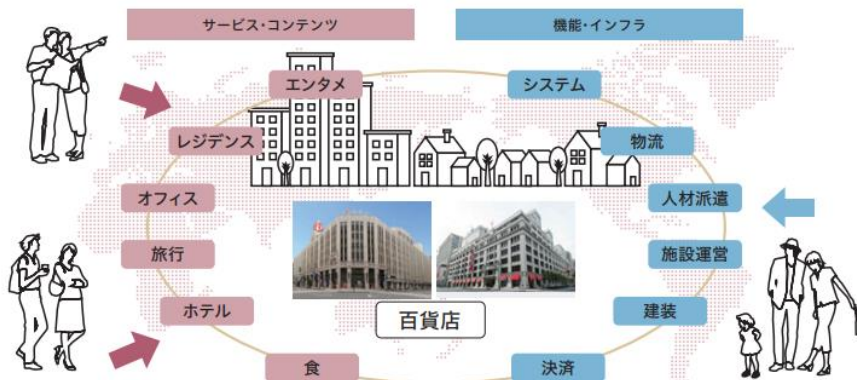 サービス・コンテンツ
機能・インフラ
エンタメ
システム
レジデンス
物流
オフィス
人材派遣
旅行
施設運営
ホテル
建装
百貨店
食
決済